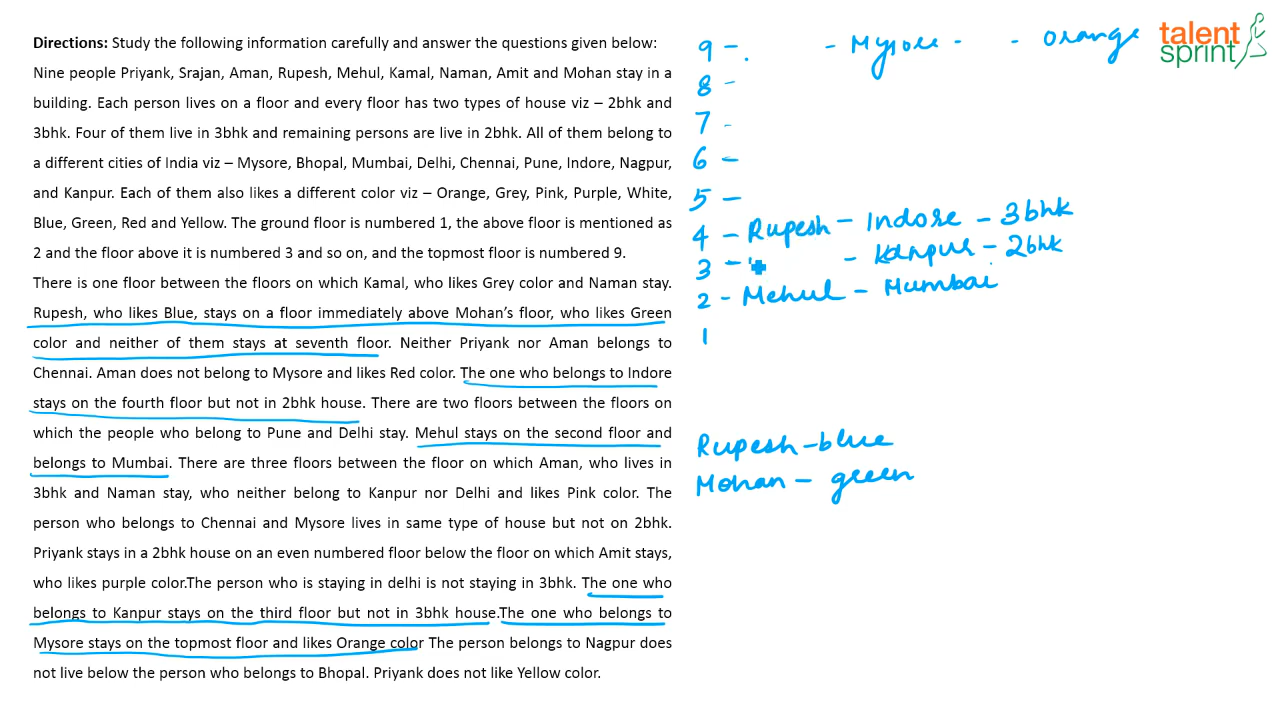 Directions: Study the following information carefully and answer the questions given below:
Nine people Priyank, Srajan, Aman, Rupesh, Mehul, Kamal, Naman, Amit and Mohan stay in a
building. Each person lives on a floor and every floor has two types of house viz – 2bhk and
3bhk. Four of them live in 3bhk and remaining persons are live in 2bhk. All of them belong to
a different cities of India viz – Mysore, Bhopal, Mumbai, Delhi, Chennai, Pune, Indore, Nagpur,
and Kanpur. Each of them also likes a different color viz – Orange, Grey, Pink, Purple, White,
Blue, Green, Red and Yellow. The ground floor is numbered 1, the above floor is mentioned as
2 and the floor above it is numbered 3 and so on, and the topmost floor is numbered 9.
There is one floor between the floors on which Kamal, who likes Grey color and Naman stay.
Rupesh, who likes Blue, stays on a floor immediately above Mohan's floor, who likes Green
color and neither of them stays at seventh floor. Neither Priyank nor Aman belongs to
Chennai. Aman does not belong to Mysore and likes Red color. The one who belongs to Indore
stays on the fourth floor but not in 2bhk house. There are two floors between the floors on
which the people who belong to Pune and Delhi stay. Mehul stays on the second floor and
belongs to Mumbai. There are three floors between the floor on which Aman, who lives in
3bhk and Naman stay, who neither belong to Kanpur nor Delhi and likes Pink color. The
person who belongs to Chennai and Mysore lives in same type of house but not on 2bhk.
Priyank stays in a 2bhk house on an even numbered floor below the floor on which Amit stays,
who likes purple color.The person who is staying in delhi is not staying in 3bhk. The one who
belongs to Kanpur stays on the third floor but not in 3bhk house.The one who belongs to
Mysore stays on the topmost floor and likes Orange color The person belongs to Nagpur does
not live below the person who belongs to Bhopal. Priyank does not like Yellow color.
talent
sprint
9 - - Mysore - - orange
8 -
7 -
6 -
5 -
4 - Rupesh - Indore - 3bhk
3 - - Kanpur - 2bhk
2 - Mehul - Mumbai
1
Rupesh - blue
Mohan - green